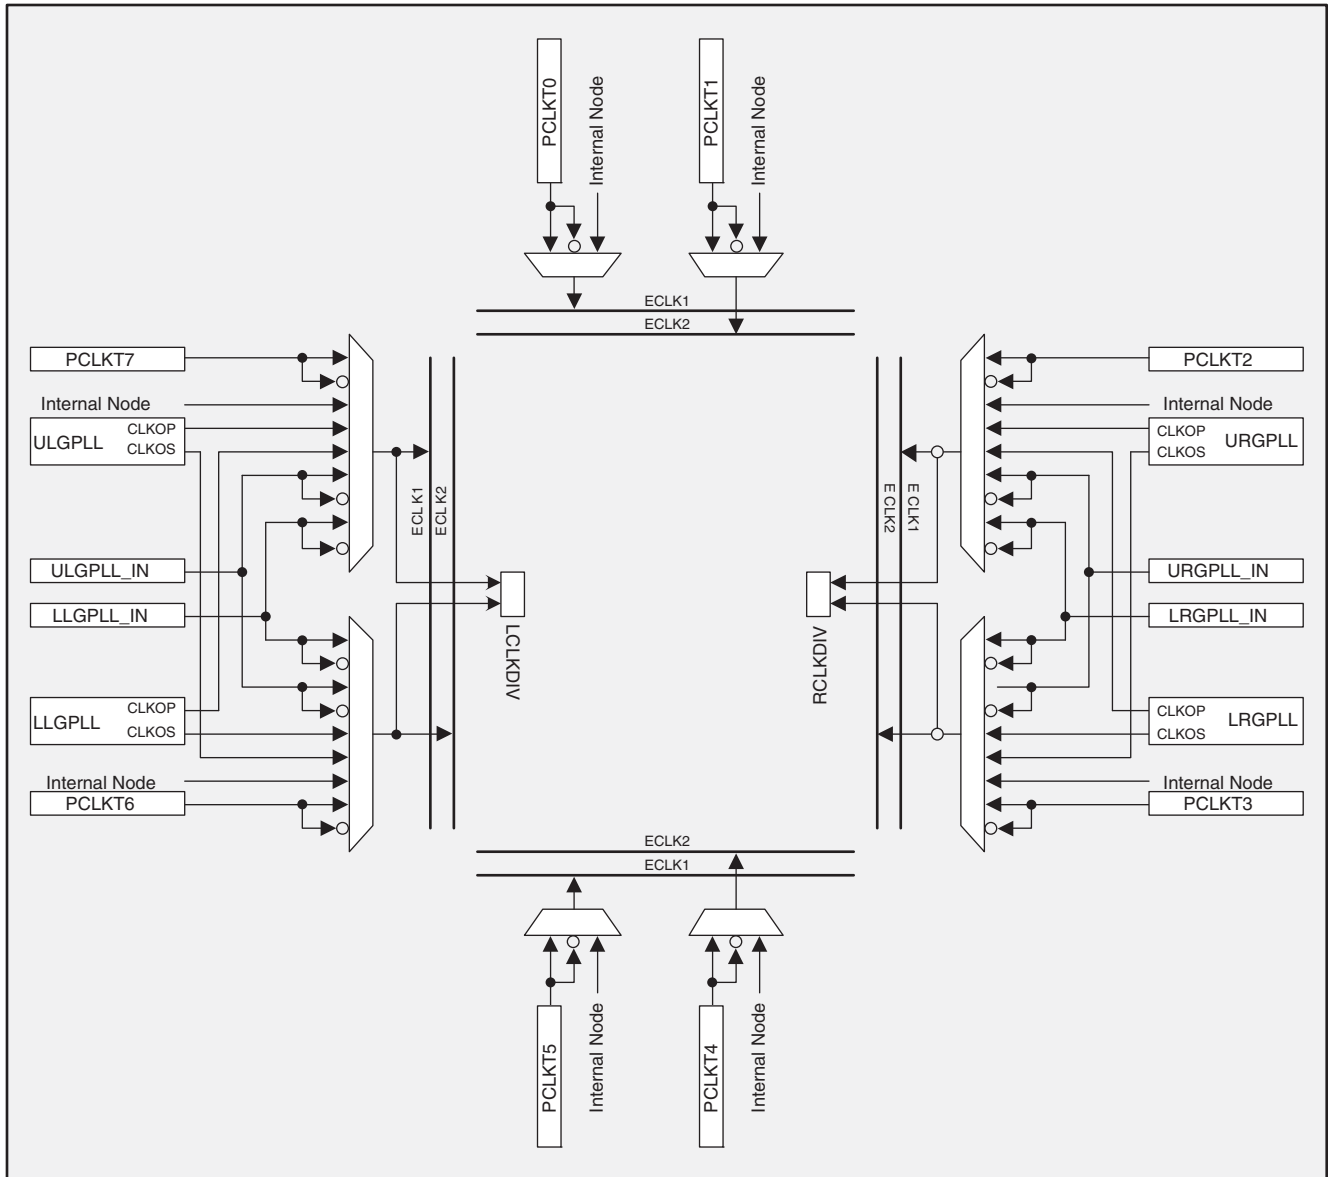 PCLKT0
Internal Node
PCLKT1
Internal Node
ECLK1
ECLK2
PCLKT7
Internal Node
ULGPLL
CLKOP
CLKOS
ULGPLL_IN
LLGPLL_IN
LLGPLL
CLKOP
CLKOS
Internal Node
PCLKT6
ECLK1
ECLK2
LCLKDIV
RCLKDIV
ECLK2
ECLK1
PCLKT2
Internal Node
CLKOP
CLKOS
URGPLL
URGPLL_IN
LRGPLL_IN
CLKOP
CLKOS
LRGPLL
Internal Node
PCLKT3
ECLK2
ECLK1
PCLKT5
Internal Node
PCLKT4
Internal Node